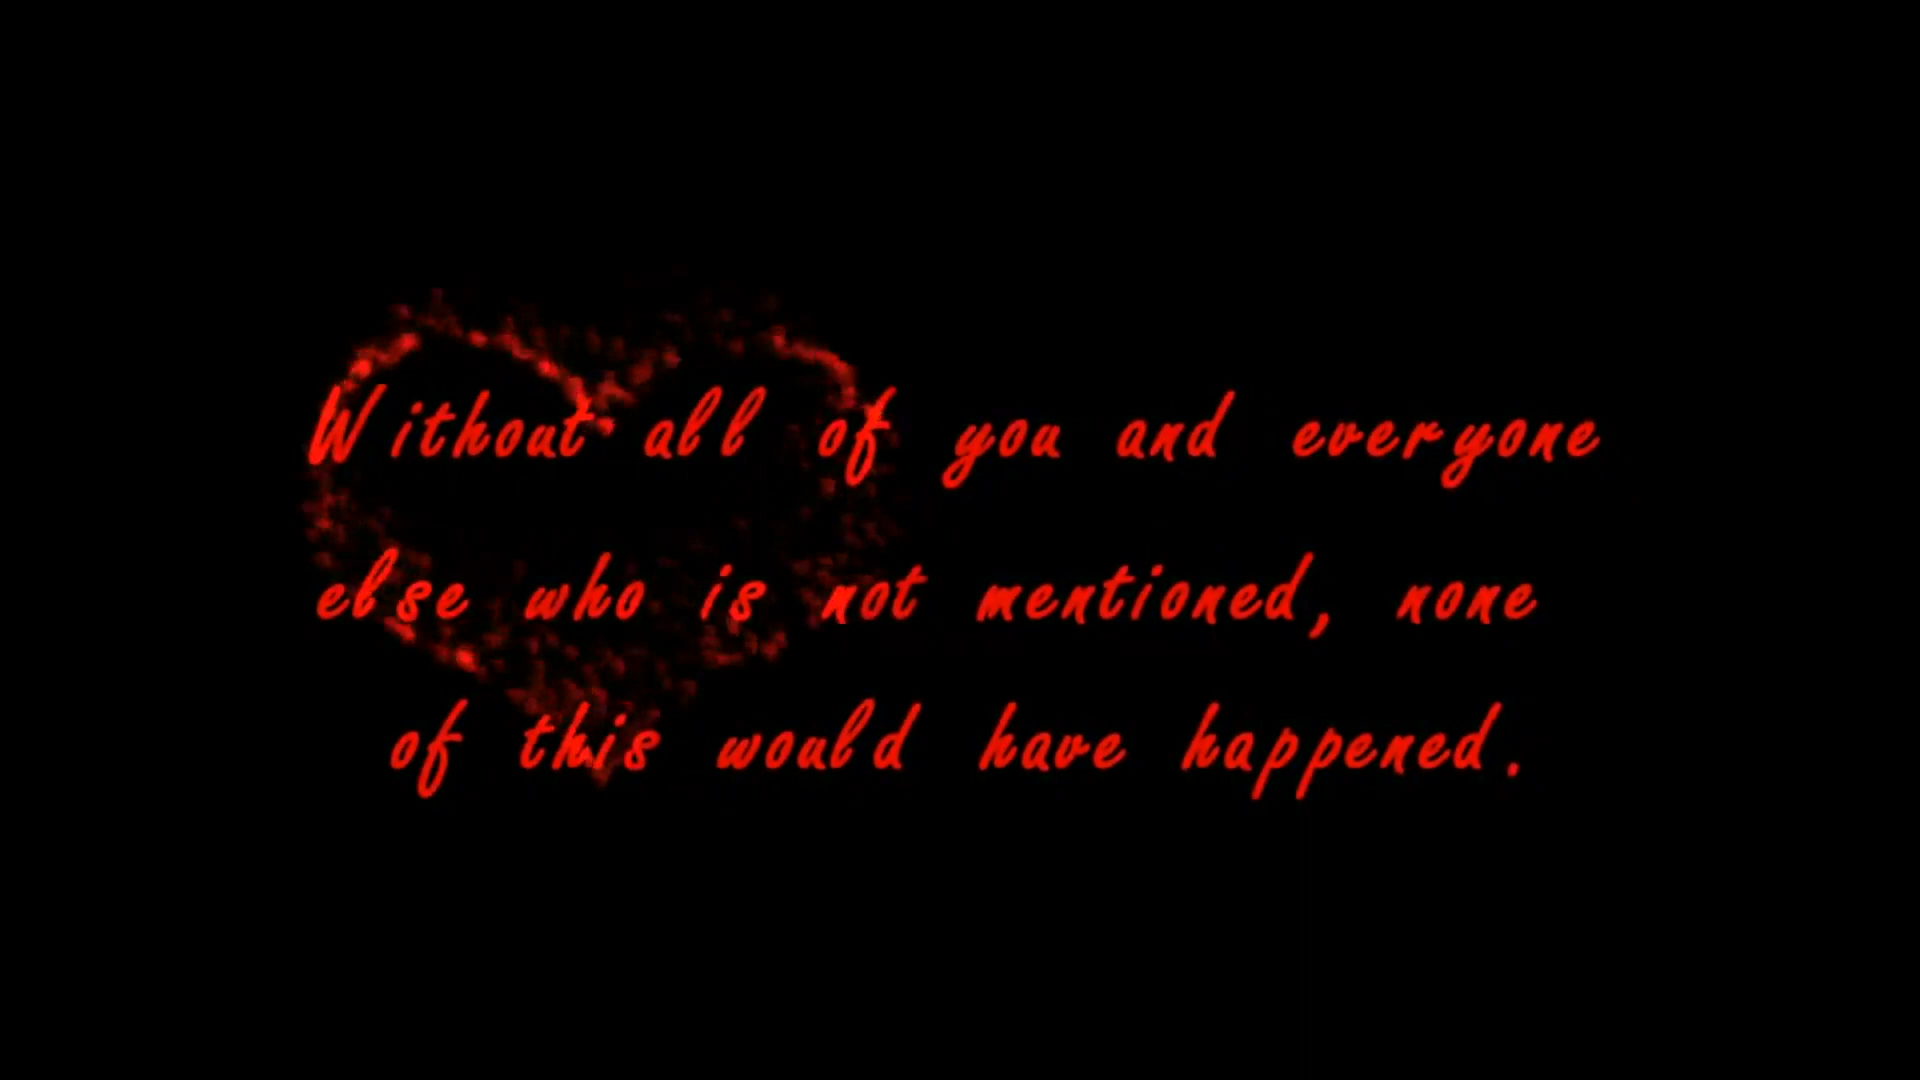 Without all of you and everyone
else who is not mentioned, none
of this would have happened.